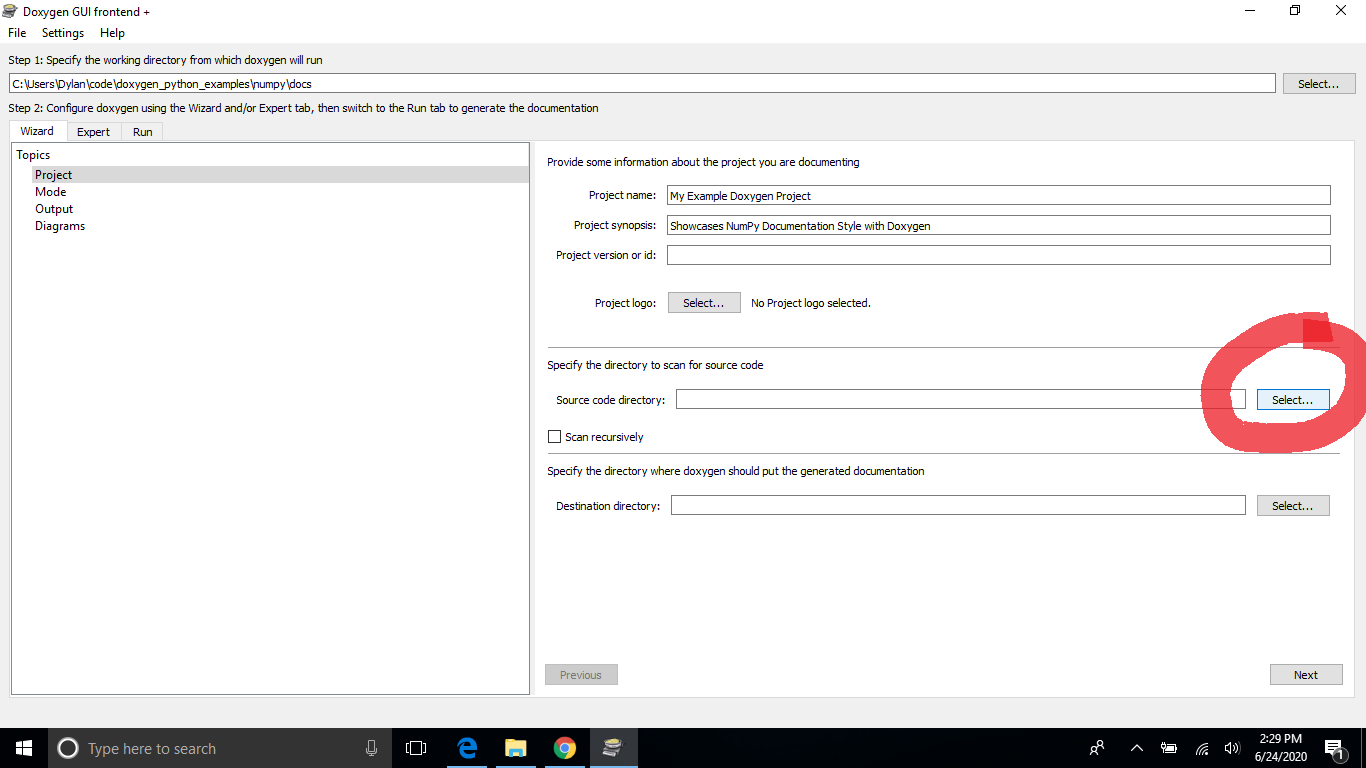 Doxygen GUI frontend +
File Settings Help
Step 1: Specify the working directory from which doxygen will run
C:\Users\Dylan\code\doxygen_python_examples\numpy\docs Select...
Step 2: Configure doxygen using the Wizard and/or Expert tab, then switch to the Run tab to generate the documentation
Wizard Expert Run
Topics
Project
Mode
Output
Diagrams
Provide some information about the project you are documenting
Project name: My Example Doxygen Project
Project synopsis: Showcases NumPy Documentation Style with Doxygen
Project version or id:
Project logo: Select... No Project logo selected.
Specify the directory to scan for source code
Source code directory: Select...
Scan recursively
Specify the directory where doxygen should put the generated documentation
Destination directory: Select...
Previous Next
Type here to search
2:29 PM
6/24/2020
1